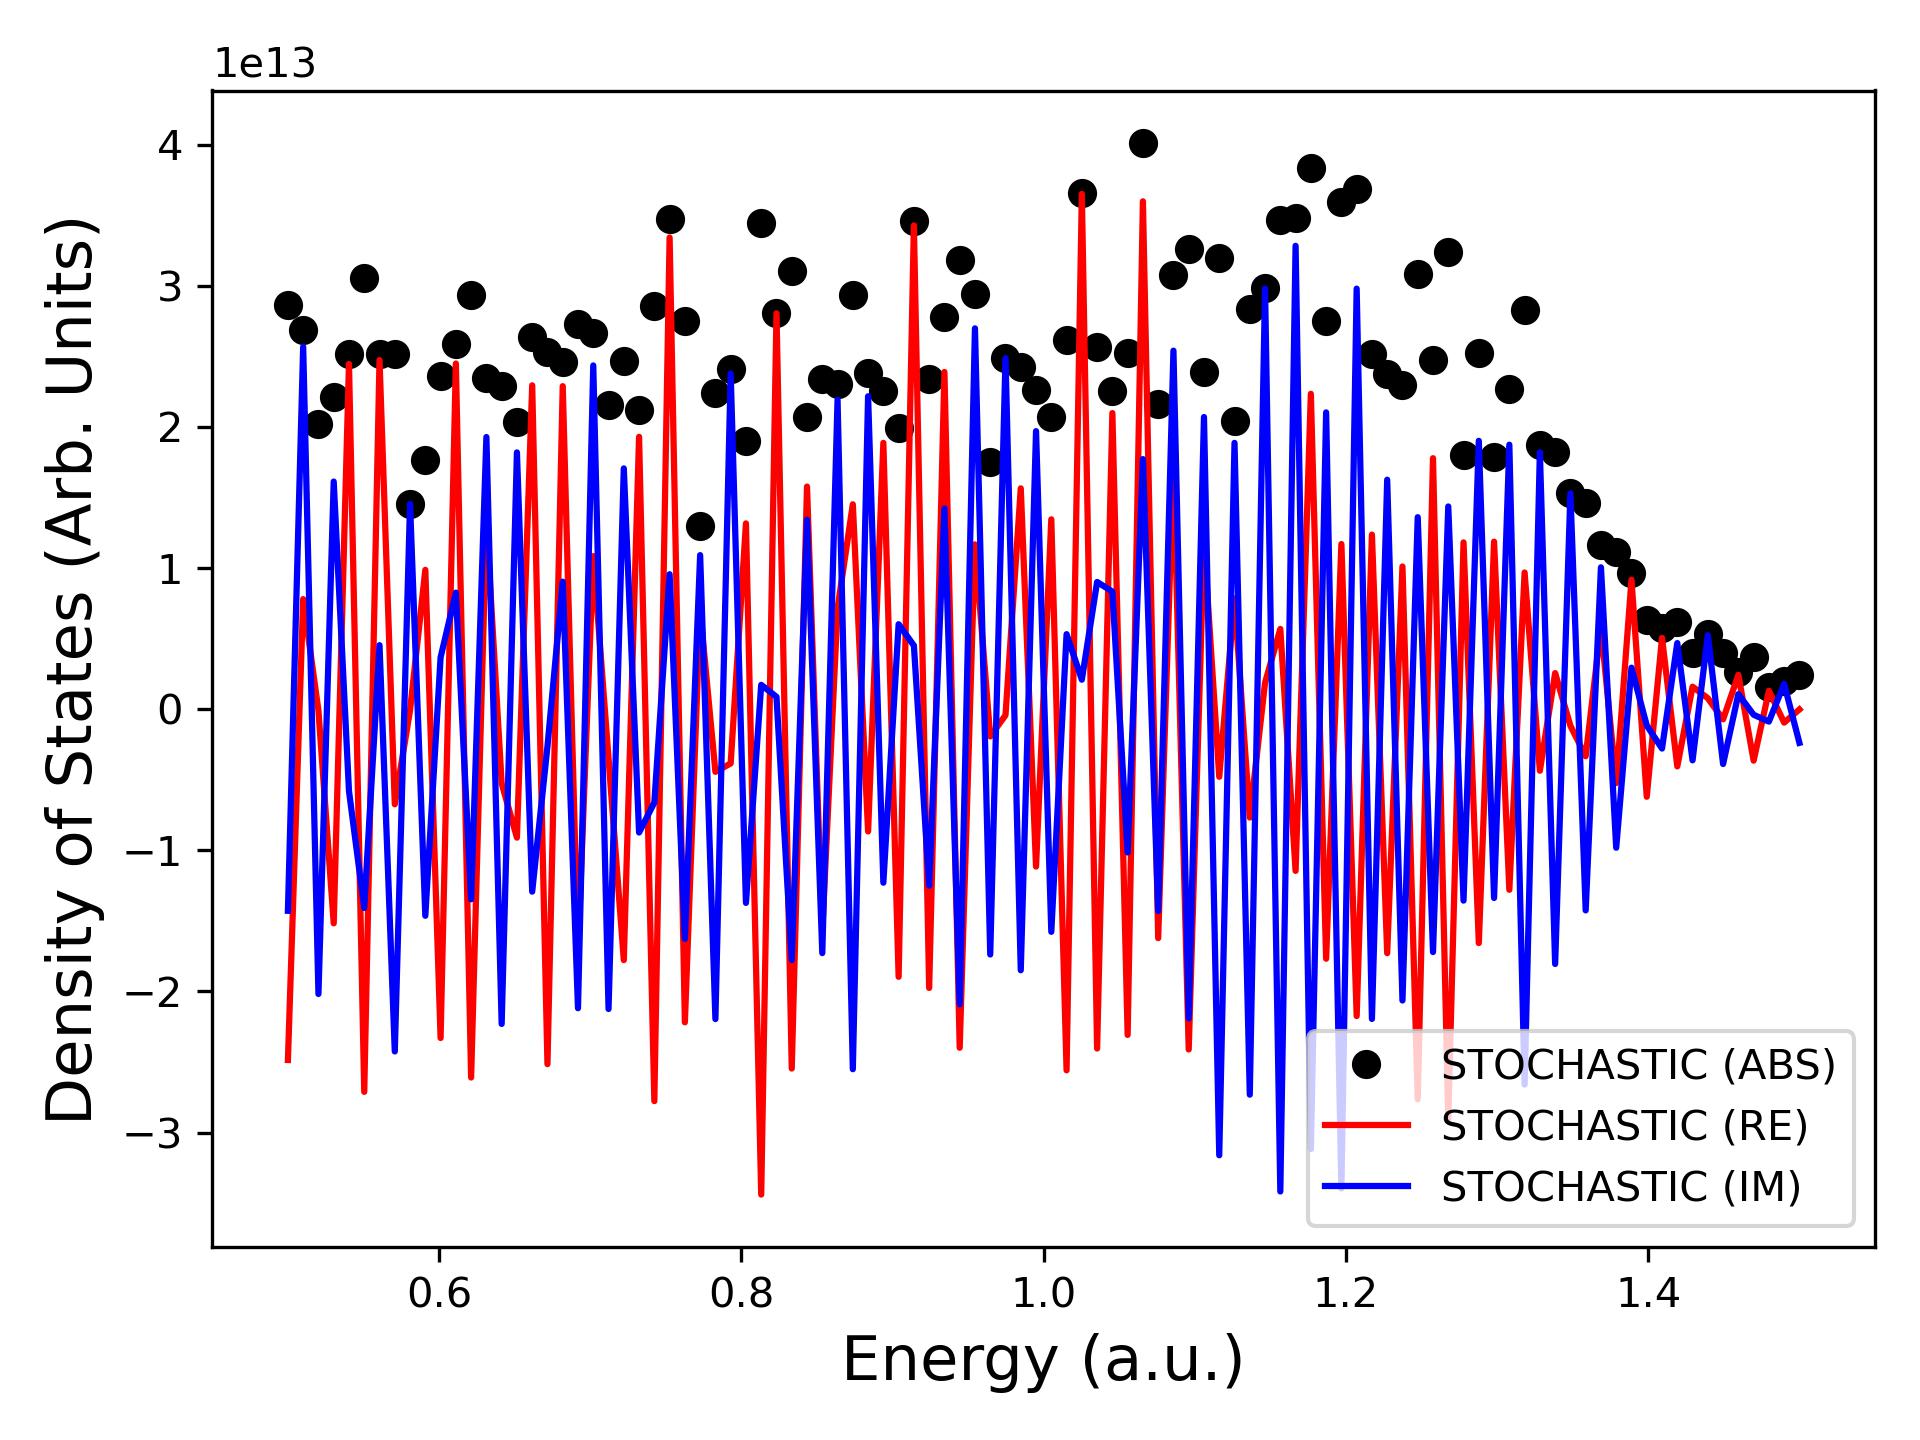 1e13
4
3
2
1
0
−1
−2
−3
Density of States (Arb. Units)
STOCHASTIC (ABS)
STOCHASTIC (RE)
STOCHASTIC (IM)
0.6 0.8 1.0 1.2 1.4
Energy (a.u.)